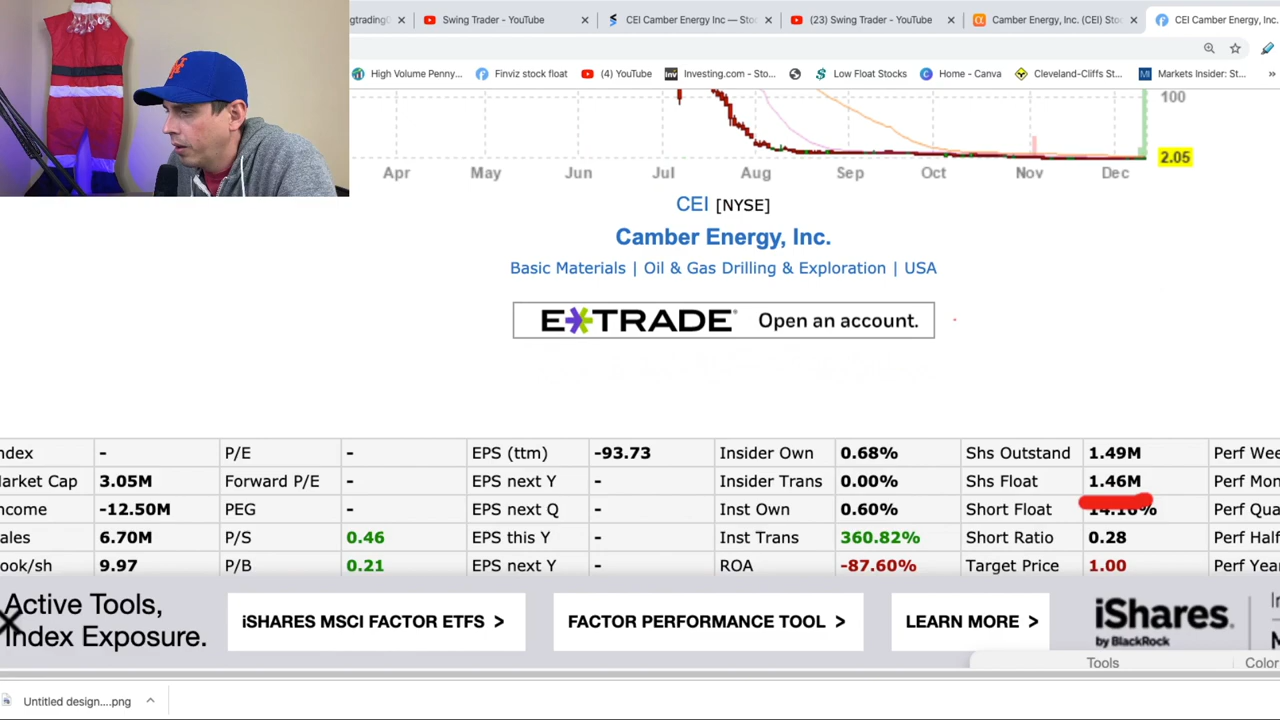 gtradingG
Swing Trader - YouTube
CEI Camber Energy Inc — Stoc
(23) Swing Trader - YouTube
Camber Energy, Inc. (CEI) Stoc
CEI Camber Energy, Inc.
High Volume Penny...
Finviz stock float
(4) YouTube
Inv
Investing.com - Sto...
Low Float Stocks
Home - Canva
Cleveland-Cliffs St...
MI
Markets Insider: St...
»
100
2.05
Apr May Jun Jul Aug Sep Oct Nov Dec
CEI [NYSE]
Camber Energy, Inc.
Basic Materials | Oil & Gas Drilling & Exploration | USA
E*TRADE Open an account.
ndex - P/E - EPS (ttm) -93.73 Insider Own 0.68% Shs Outstand 1.49M Perf Wee
arket Cap 3.05M Forward P/E - EPS next Y - Insider Trans 0.00% Shs Float 1.46M Perf Mon
ncome -12.50M PEG - EPS next Q - Inst Own 0.60% Short Float 14.16% Perf Qua
ales 6.70M P/S 0.46 EPS this Y - Inst Trans 360.82% Short Ratio 0.28 Perf Half
ook/sh 9.97 P/B 0.21 EPS next Y - ROA -87.60% Target Price 1.00 Perf Year
Active Tools,
Index Exposure.
iSHARES MSCI FACTOR ETFS >
FACTOR PERFORMANCE TOOL >
LEARN MORE >
iShares.
by BlackRock
Tools
Color
Untitled design....png